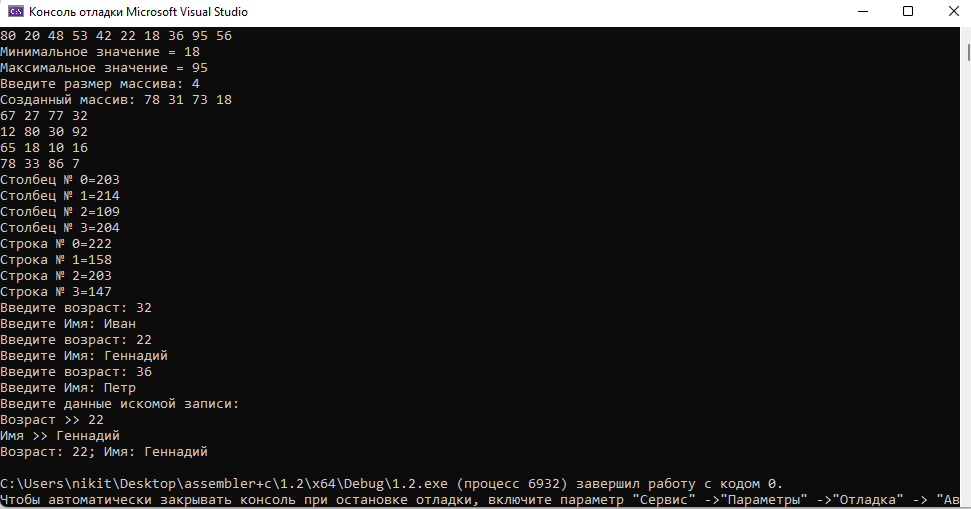 Консоль отладки Microsoft Visual Studio
80 20 48 53 42 22 18 36 95 56
Минимальное значение = 18
Максимальное значение = 95
Введите размер массива: 4
Созданный массив: 78 31 73 18
67 27 77 32
12 80 30 92
65 18 10 16
78 33 86 7
Столбец № 0=203
Столбец № 1=214
Столбец № 2=109
Столбец № 3=204
Строка № 0=222
Строка № 1=158
Строка № 2=203
Строка № 3=147
Введите возраст: 32
Введите Имя: Иван
Введите возраст: 22
Введите Имя: Геннадий
Введите возраст: 36
Введите Имя: Петр
Введите данные искомой записи:
Возраст >> 22
Имя >> Геннадий
Возраст: 22; Имя: Геннадий
C:\Users\nikit\Desktop\assembler+c\1.2\x64\Debug\1.2.exe (процесс 6932) завершил работу с кодом 0.
Чтобы автоматически закрывать консоль при остановке отладки, включите параметр "Сервис" ->"Параметры" ->"Отладка" -> "Ав